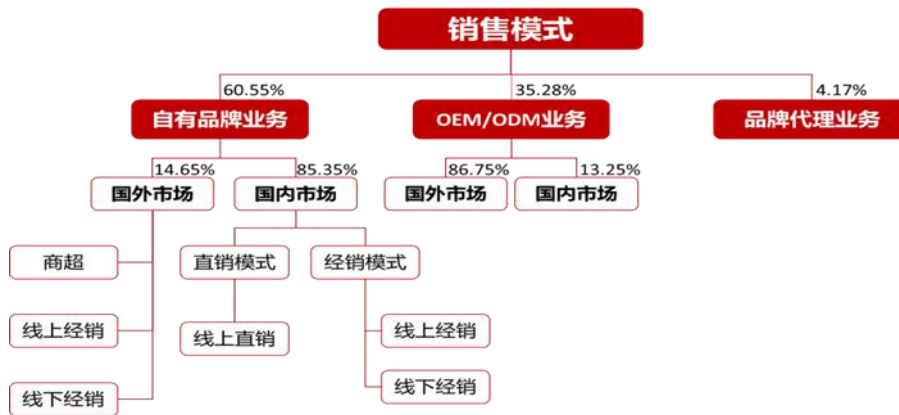 销售模式
60.55%
35.28%
4.17%
自有品牌业务
OEM/ODM业务
品牌代理业务
14.65%
85.35%
86.75%
13.25%
国外市场
国内市场
国外市场
国内市场
商超
直销模式
经销模式
线上经销
线上直销
线上经销
线下经销
线下经销